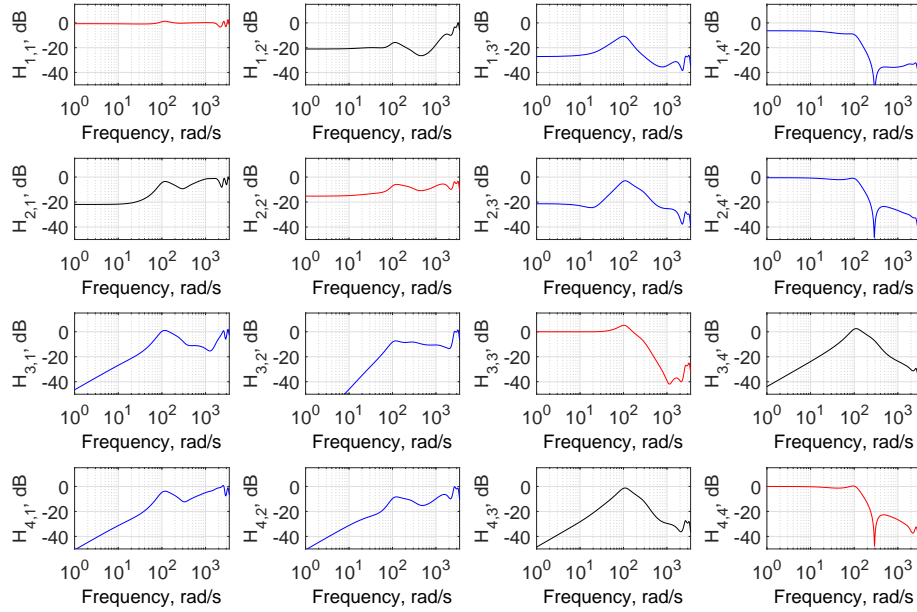 H1,1, dB
0
-20
-40
10^0 10^1 10^2 10^3
Frequency, rad/s
H1,2, dB
0
-20
-40
10^0 10^1 10^2 10^3
Frequency, rad/s
H1,3, dB
0
-20
-40
10^0 10^1 10^2 10^3
Frequency, rad/s
H1,4, dB
0
-20
-40
10^0 10^1 10^2 10^3
Frequency, rad/s
H2,1, dB
0
-20
-40
10^0 10^1 10^2 10^3
Frequency, rad/s
H2,2, dB
0
-20
-40
10^0 10^1 10^2 10^3
Frequency, rad/s
H2,3, dB
0
-20
-40
10^0 10^1 10^2 10^3
Frequency, rad/s
H2,4, dB
0
-20
-40
10^0 10^1 10^2 10^3
Frequency, rad/s
H3,1, dB
0
-20
-40
10^0 10^1 10^2 10^3
Frequency, rad/s
H3,2, dB
0
-20
-40
10^0 10^1 10^2 10^3
Frequency, rad/s
H3,3, dB
0
-20
-40
10^0 10^1 10^2 10^3
Frequency, rad/s
H3,4, dB
0
-20
-40
10^0 10^1 10^2 10^3
Frequency, rad/s
H4,1, dB
0
-20
-40
10^0 10^1 10^2 10^3
Frequency, rad/s
H4,2, dB
0
-20
-40
10^0 10^1 10^2 10^3
Frequency, rad/s
H4,3, dB
0
-20
-40
10^0 10^1 10^2 10^3
Frequency, rad/s
H4,4, dB
0
-20
-40
10^0 10^1 10^2 10^3
Frequency, rad/s